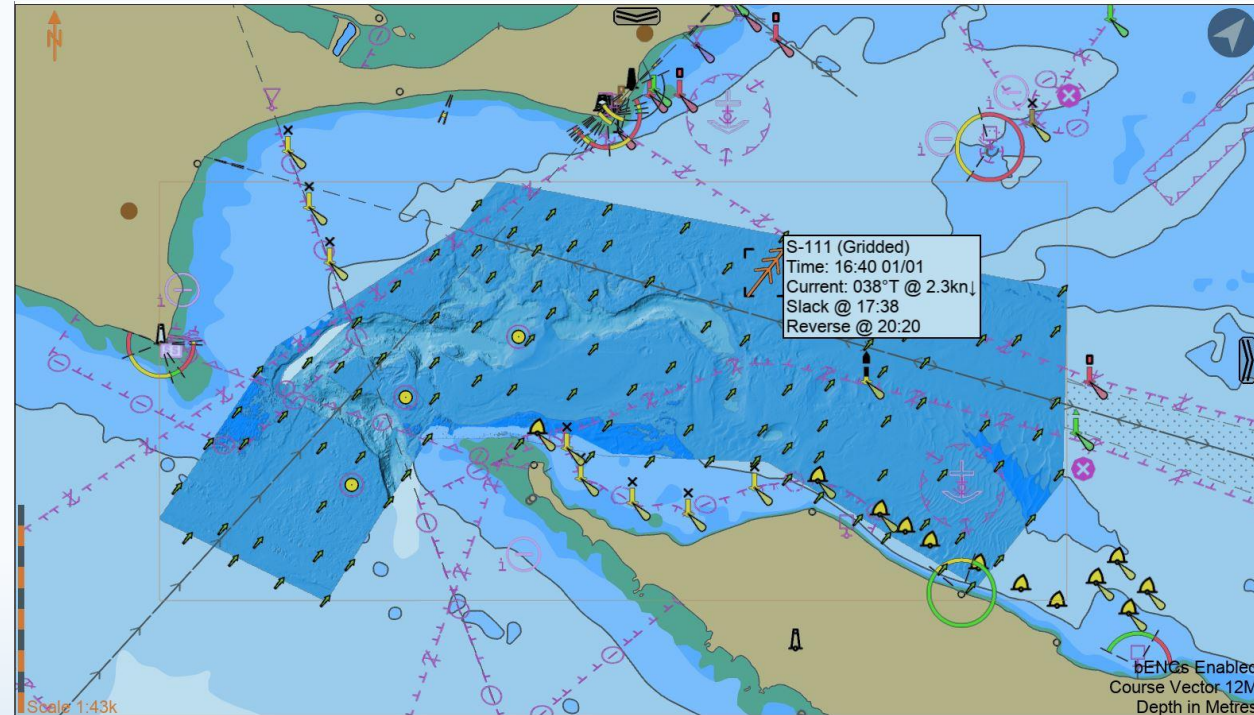 N
S-111 (Gridded)
Time: 16:40 01/01
Current: 038°T @ 2.3kn↓
Slack @ 17:38
Reverse @ 20:20
i
i
i
i
i
bENCs Enabled
Course Vector 12M
Depth in Metres
Scale 1:43k